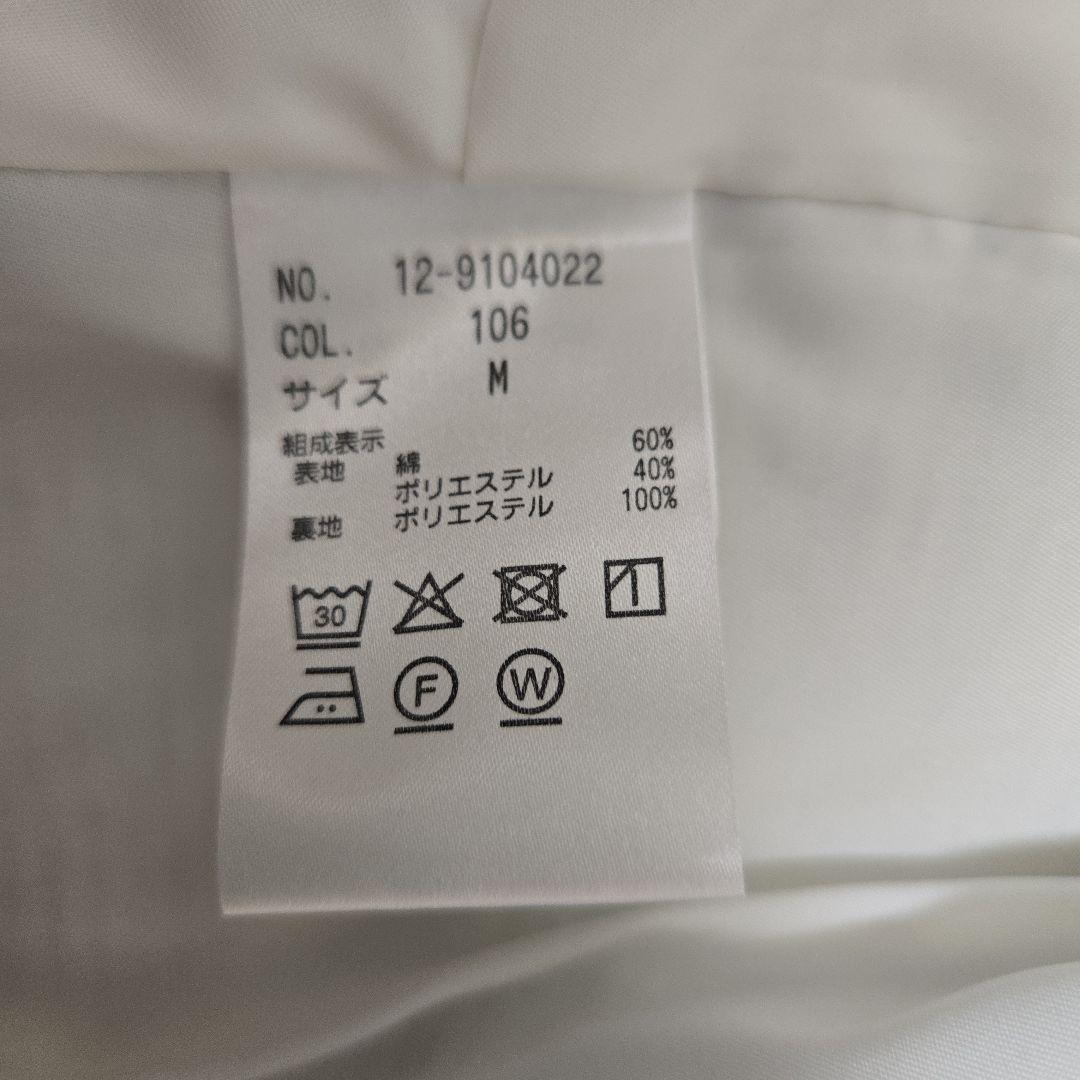 NO. 12-9104022
COL. 106
サイズ M
組成表示
表地 綿 60%
ポリエステル 40%
裏地 ポリエステル 100%
30
F W